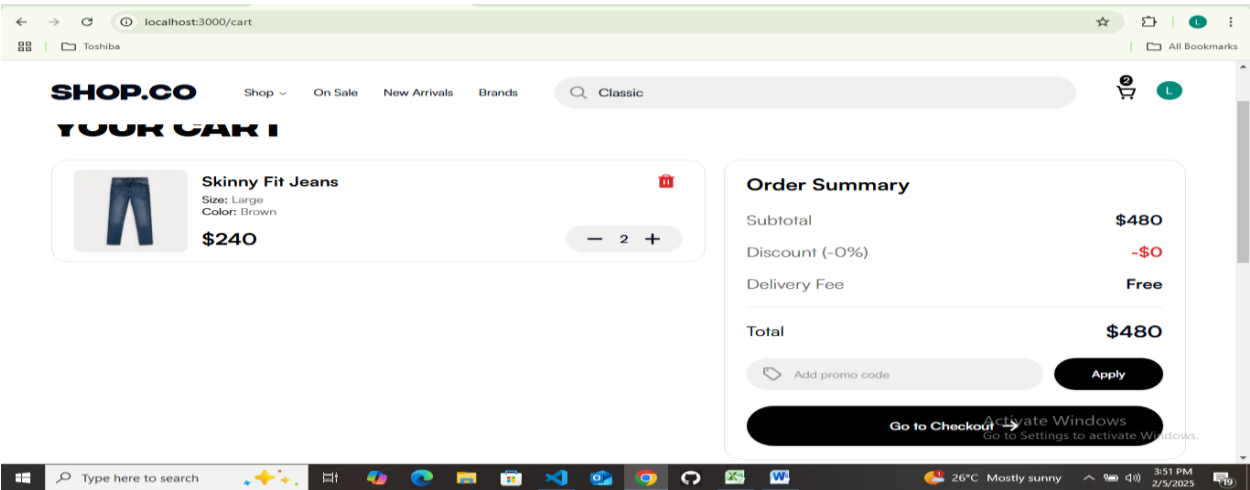 localhost:3000/cart
L
Toshiba
All Bookmarks
SHOP.CO
Shop
On Sale
New Arrivals
Brands
Classic
2
L
YOUR CART
Skinny Fit Jeans
Size: Large
Color: Brown
$240
2
Order Summary
Subtotal $480
Discount (-0%) -$0
Delivery Fee Free
Total $480
Add promo code
Apply
Go to Checkout
Activate Windows
Go to Settings to activate Windows.
Type here to search
26°C Mostly sunny
3:51 PM
2/5/2025
19